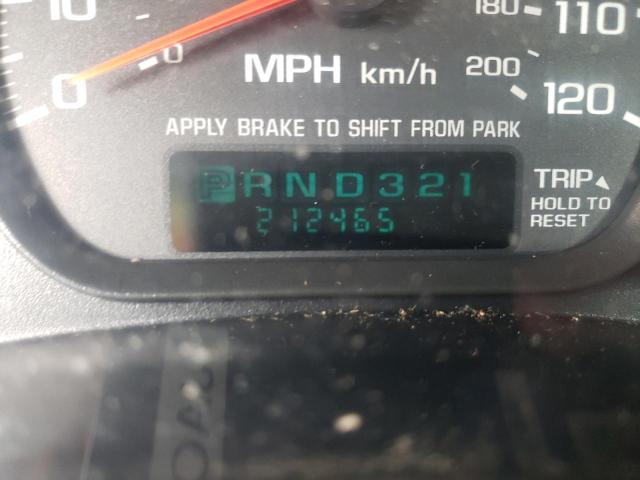 10
0
0
180
110
MPH km/h
200
120
APPLY BRAKE TO SHIFT FROM PARK
PRND321
212465
TRIP
HOLD TO
RESET